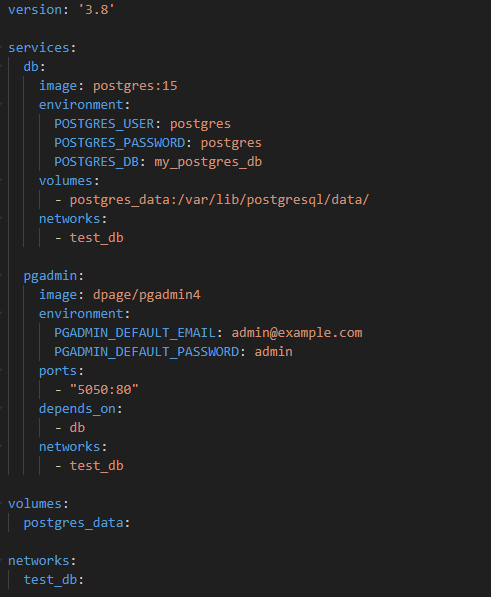 version: '3.8'
services:
  db:
    image: postgres:15
    environment:
      POSTGRES_USER: postgres
      POSTGRES_PASSWORD: postgres
      POSTGRES_DB: my_postgres_db
    volumes:
      - postgres_data:/var/lib/postgresql/data/
    networks:
      - test_db
  pgadmin:
    image: dpage/pgadmin4
    environment:
      PGADMIN_DEFAULT_EMAIL: admin@example.com
      PGADMIN_DEFAULT_PASSWORD: admin
    ports:
      - "5050:80"
    depends_on:
      - db
    networks:
      - test_db
volumes:
  postgres_data:
networks:
  test_db: